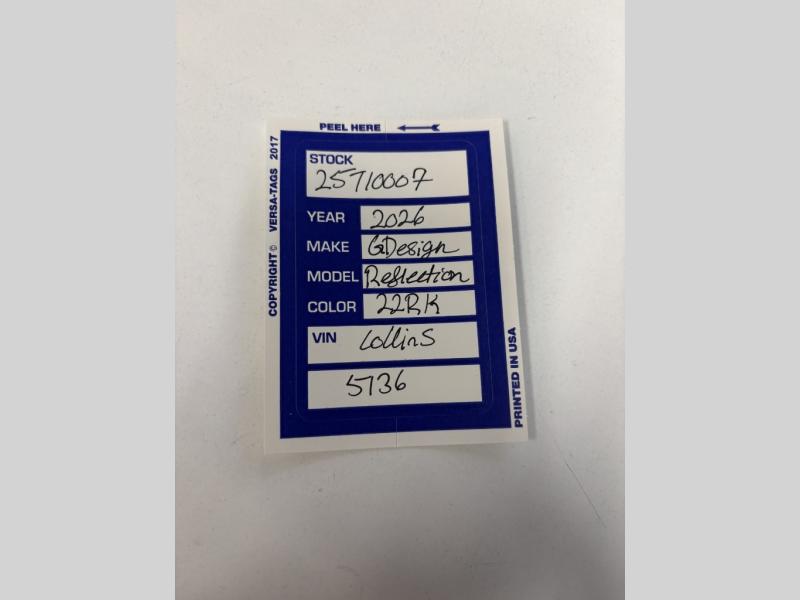 PEEL HERE
COPYRIGHT © VERSA-TAGS 2017
STOCK
25710007
YEAR 2026
MAKE GDesign
MODEL Reflection
COLOR 22RK
VIN Collins
5736
PRINTED IN USA